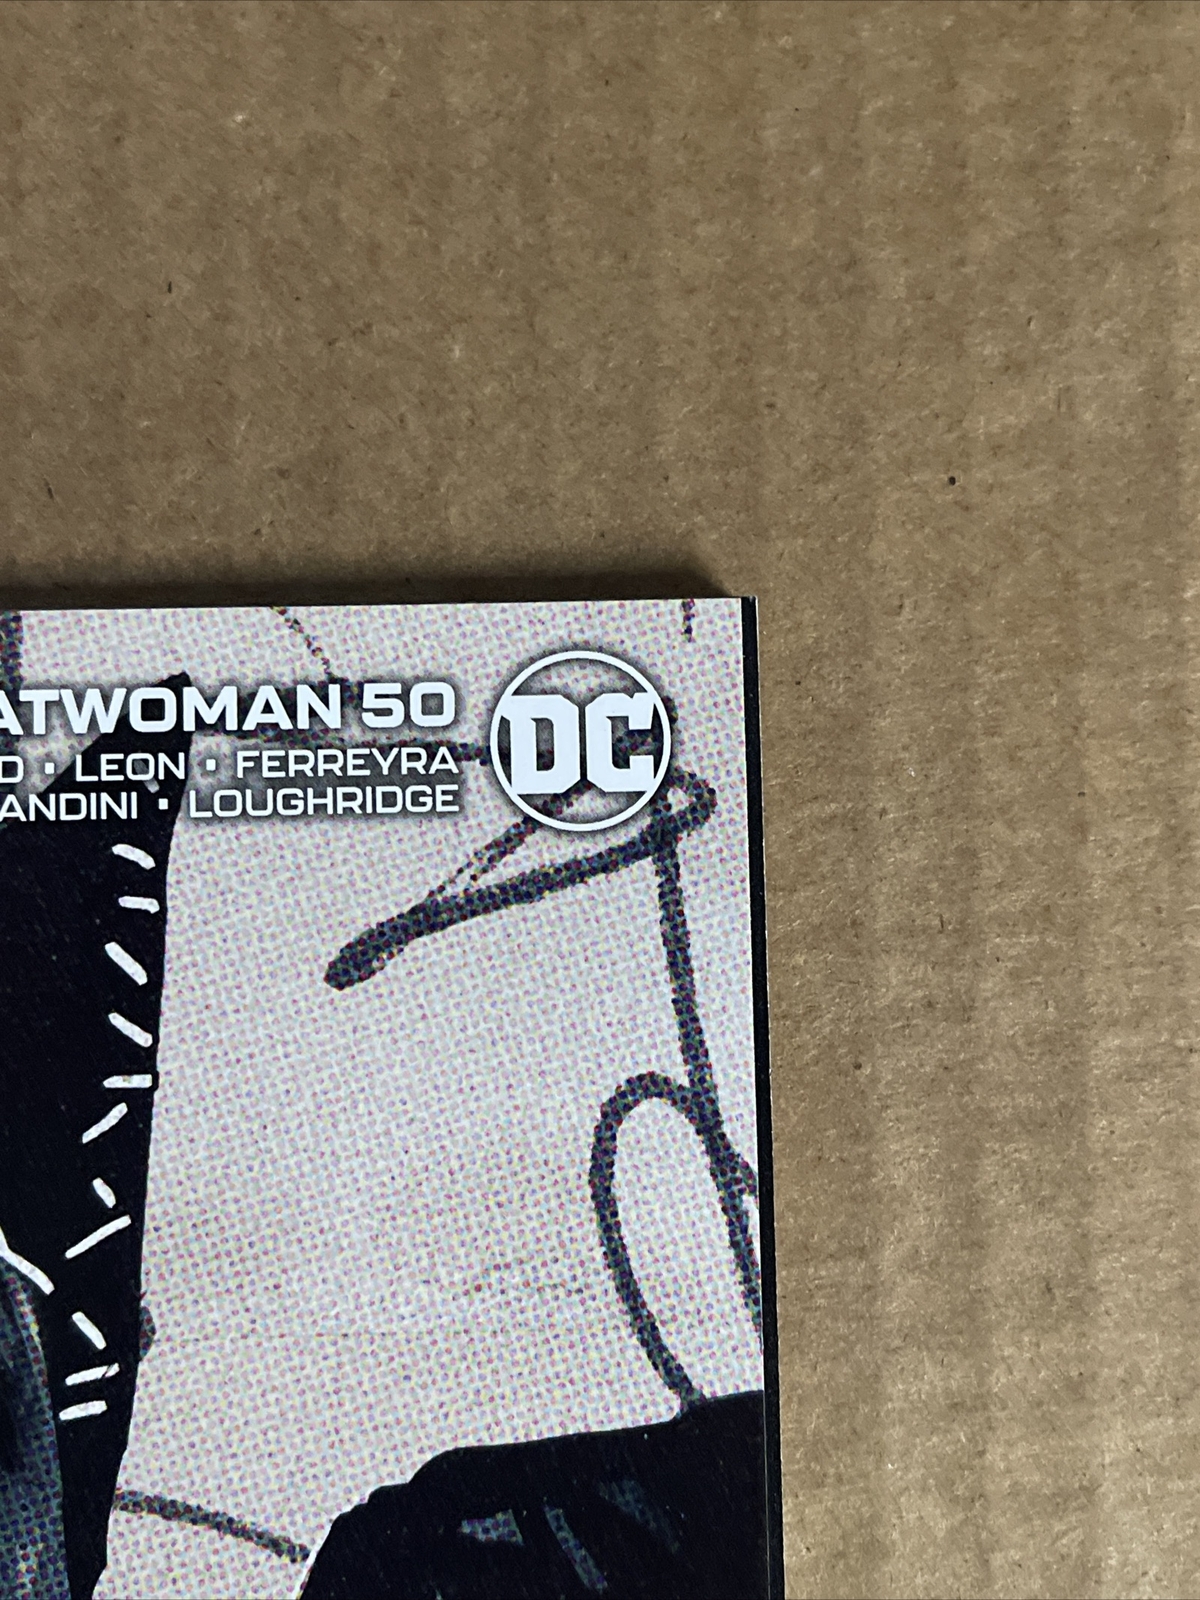 ATWOMAN 50
D · LEON · FERREYRA
ANDINI · LOUGHRIDGE
DC